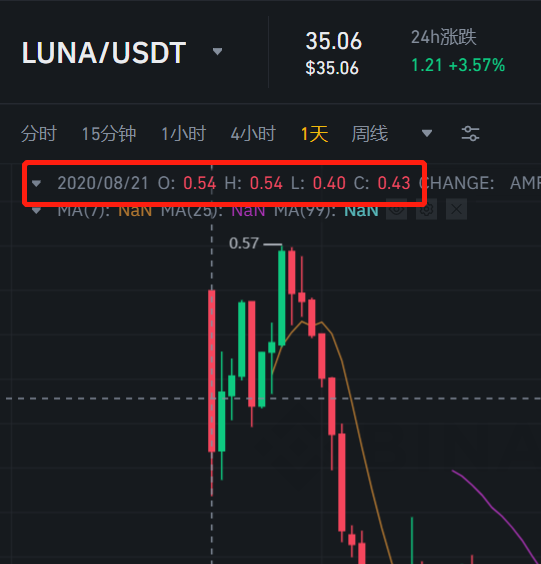 LUNA/USDT
35.06
$35.06
24h涨跌
1.21 +3.57%
分时 15分钟 1小时 4小时 1天 周线
2020/08/21 O: 0.54 H: 0.54 L: 0.40 C: 0.43 CHANGE: AMP
MA(7): NaN MA(25): NaN MA(99): NaN
0.57